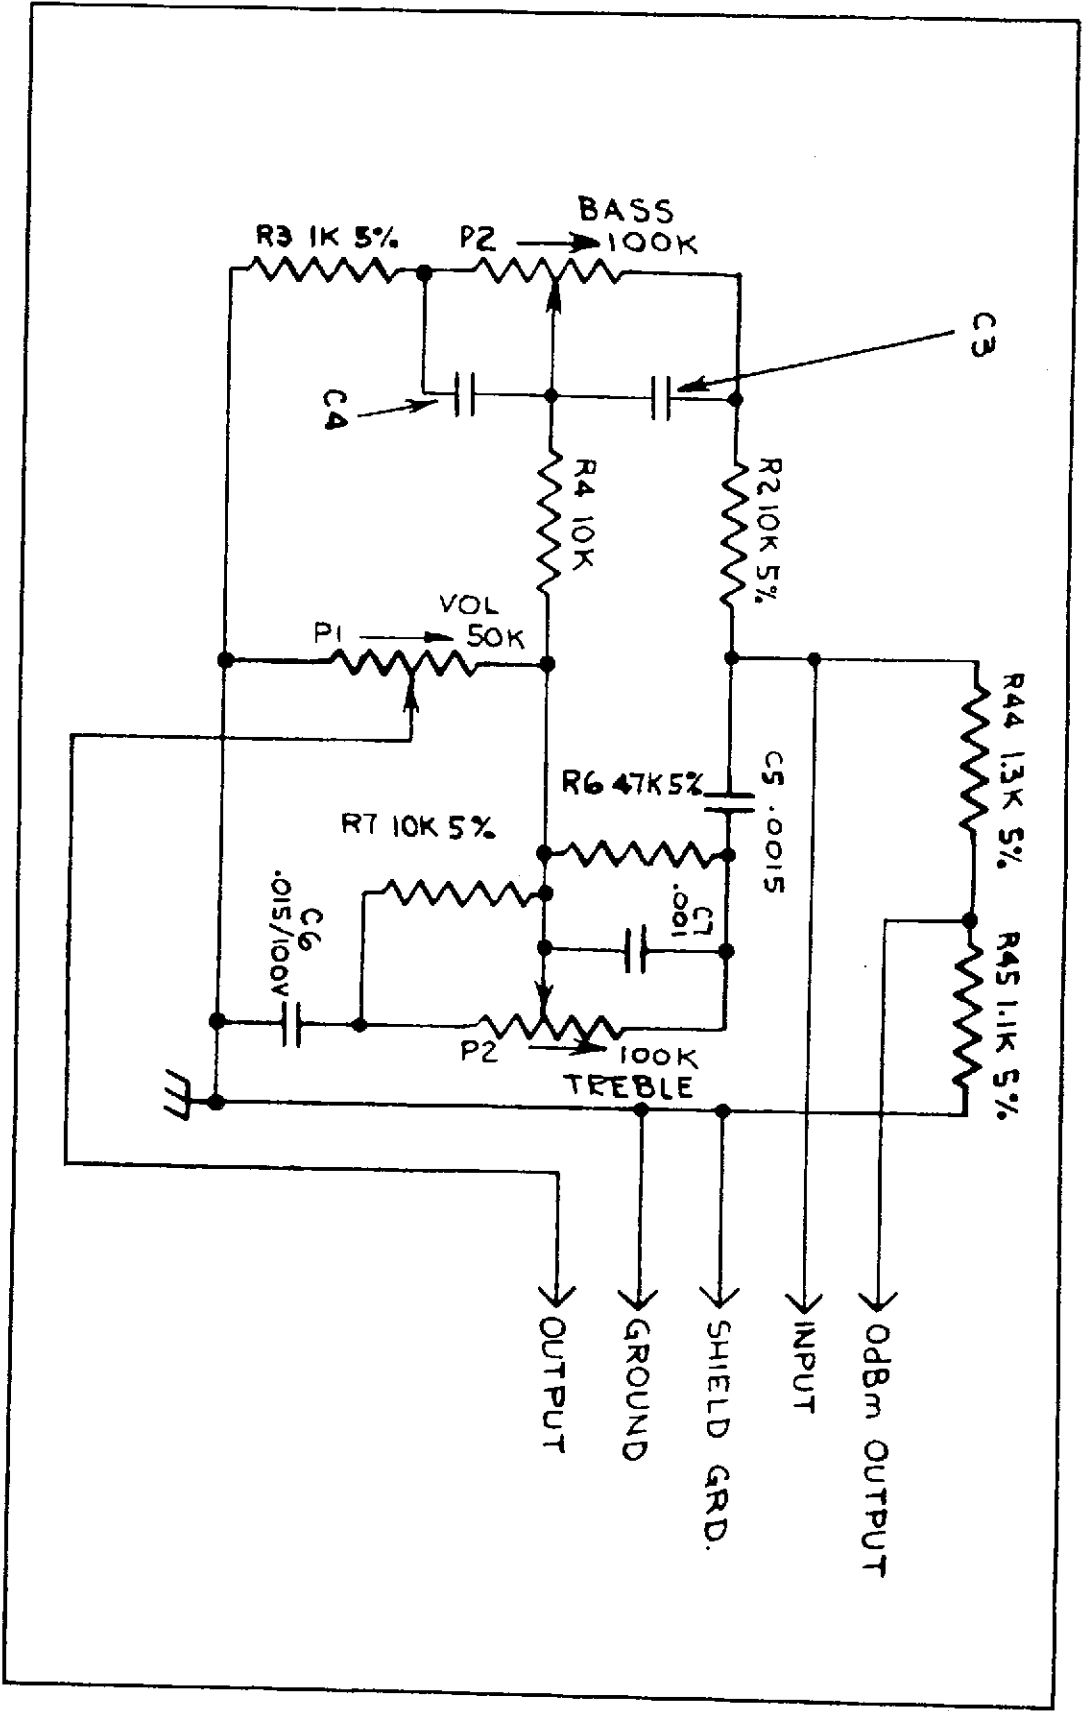 BASS
R3 1K 5%
P2
100K
C3
C4
R2 10K 5%
R4 10K
VOL
P1
50K
R44 1.3K 5%
C5 .0015
R6 47K 5%
R7 10K 5%
C7
.001
C6
.015/100V
R45 1.1K 5%
P2
100K
TREBLE
OUTPUT
GROUND
SHIELD GRD.
INPUT
0dBm OUTPUT